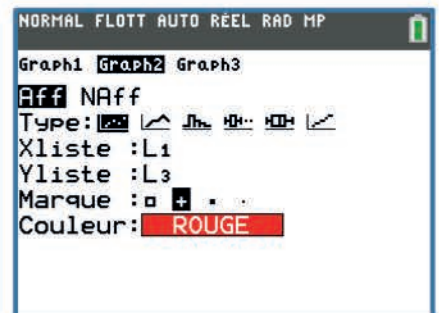 NORMAL FLOTT AUTO RÉEL RAD MP
Graph1 Graph2 Graph3
Aff NAff
Type:
Xliste :L1
Yliste :L3
Marque :
Couleur: ROUGE